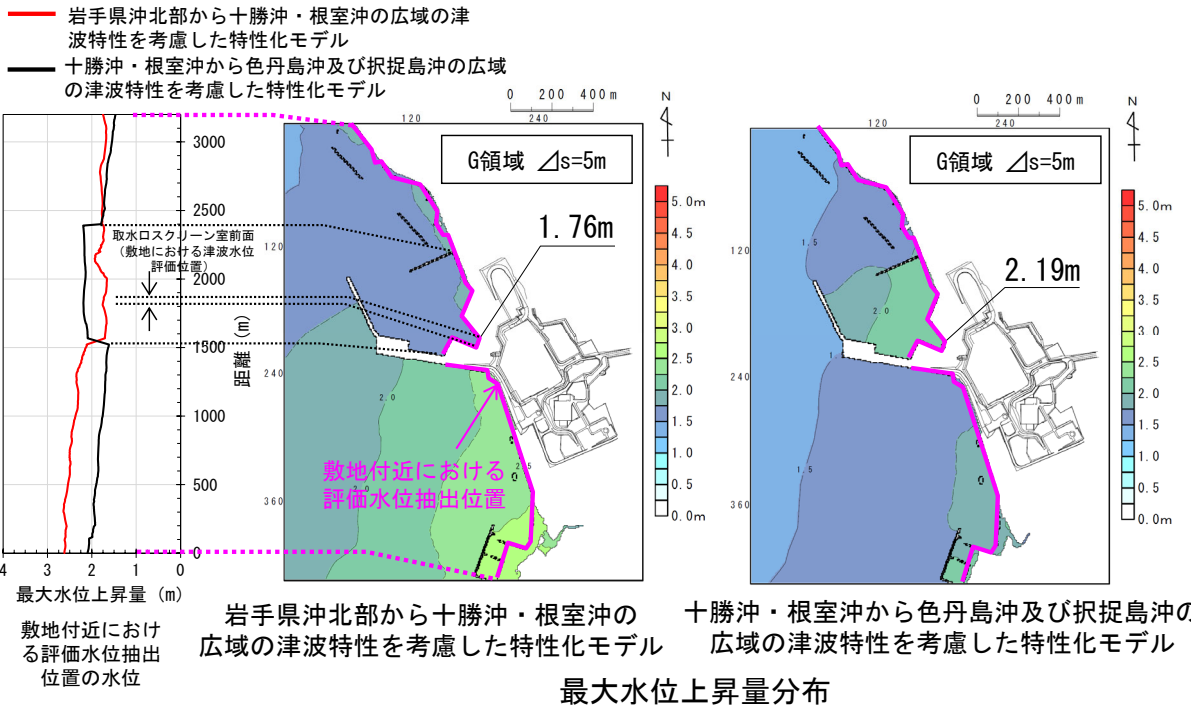 岩手県沖北部から十勝沖・根室沖の広域の津
波特性を考慮した特性化モデル
十勝沖・根室沖から色丹島沖及び択捉島沖の広域
の津波特性を考慮した特性化モデル
3000
2500
2000
1500
1000
500
0
距離 (m)
取水口スクリーン室前面
(敷地における津波水位
評価位置)
4 3 2 1 0
最大水位上昇量 (m)
敷地付近におけ
る評価水位抽出
位置の水位
0 200 400m
N
120 240
G領域 ⊿s=5m
1.76m
120
240
360
2.0
2.0
2.5
敷地付近における
評価水位抽出位置
5.0m
4.5
4.0
3.5
3.0
2.5
2.0
1.5
1.0
0.5
0.0m
岩手県沖北部から十勝沖・根室沖の
広域の津波特性を考慮した特性化モデル
0 200 400m
N
120 240
G領域 ⊿s=5m
2.19m
120
240
360
1.5
2.0
1.5
5.0m
4.5
4.0
3.5
3.0
2.5
2.0
1.5
1.0
0.5
0.0m
十勝沖・根室沖から色丹島沖及び択捉島沖の
広域の津波特性を考慮した特性化モデル
最大水位上昇量分布